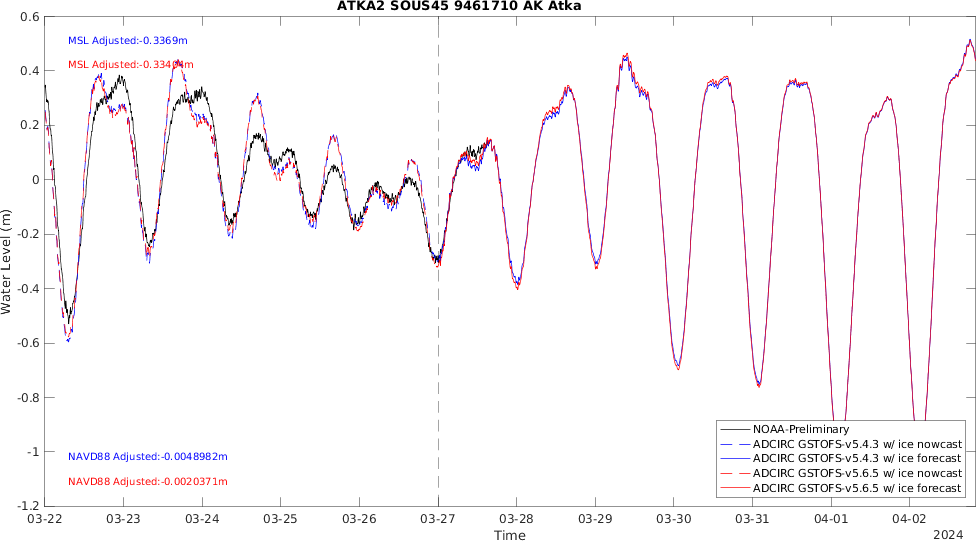 ATKA2 SOUS45 9461710 AK Atka
0.6
0.4
0.2
0
-0.2
-0.4
-0.6
-0.8
-1
-1.2
Water Level (m)
MSL Adjusted:-0.3369m
MSL Adjusted:-0.33404m
NAVD88 Adjusted:-0.0048982m
NAVD88 Adjusted:-0.0020371m
NOAA-Preliminary
ADCIRC GSTOFS-v5.4.3 w/ ice nowcast
ADCIRC GSTOFS-v5.4.3 w/ ice forecast
ADCIRC GSTOFS-v5.6.5 w/ ice nowcast
ADCIRC GSTOFS-v5.6.5 w/ ice forecast
03-22 03-23 03-24 03-25 03-26 03-27 03-28 03-29 03-30 03-31 04-01 04-02
Time
2024